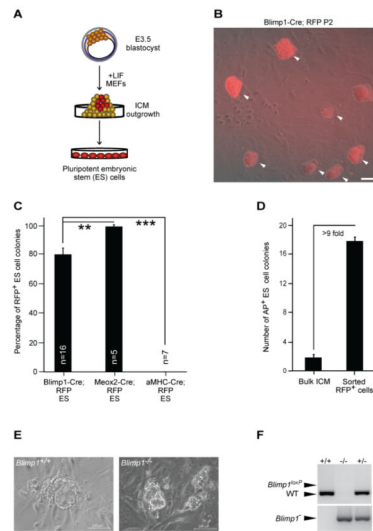 A
E3.5
blastocyst
+LIF
MEFs
ICM
outgrowth
Pluripotent embryonic
stem (ES) cells
B
Blimp1-Cre; RFP P2
C
Percentage of RFP+ ES cell colonies
100
80
60
40
20
0
**
***
n=16
n=5
n=7
Blimp1-Cre;
RFP
ES
Meox2-Cre;
RFP
ES
aMHC-Cre;
RFP
ES
D
Number of AP+ ES cell colonies
20
16
12
8
4
0
>9 fold
Bulk ICM
Sorted
RFP+ cells
E
Blimp1+/+
Blimp1-/-
F
+/+ -/- +/-
Blimp1loxP
WT
Blimp1-